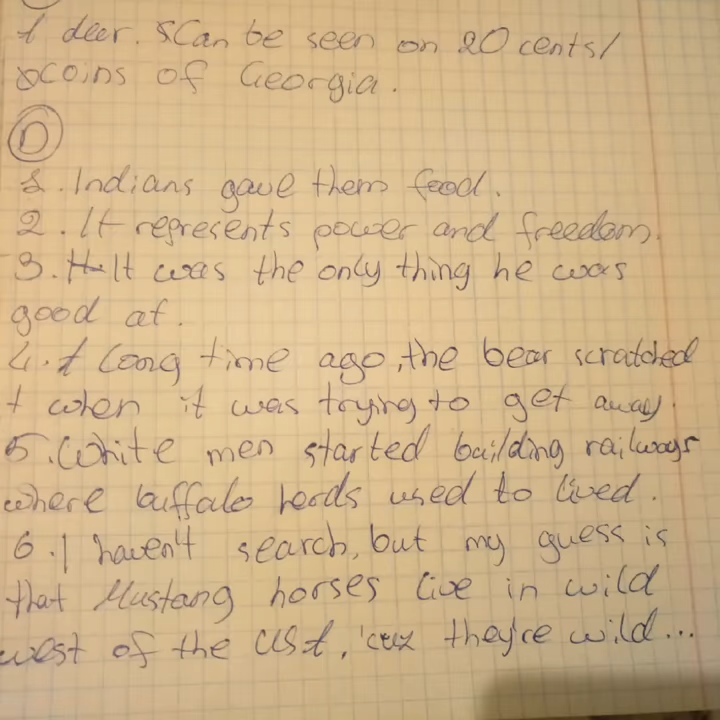 A deer. Can be seen on 20 cents/
coins of Georgia.
D
1. Indians gave them food.
2. It represents power and freedom.
3. It was the only thing he was
good at.
4. A Long time ago, the bear scratched
it when it was trying to get away.
5. White men started building railways
where buffalo herds used to lived.
6. I haven't search, but my guess is
that Mustang horses live in wild
west of the USA, 'cuz they're wild...